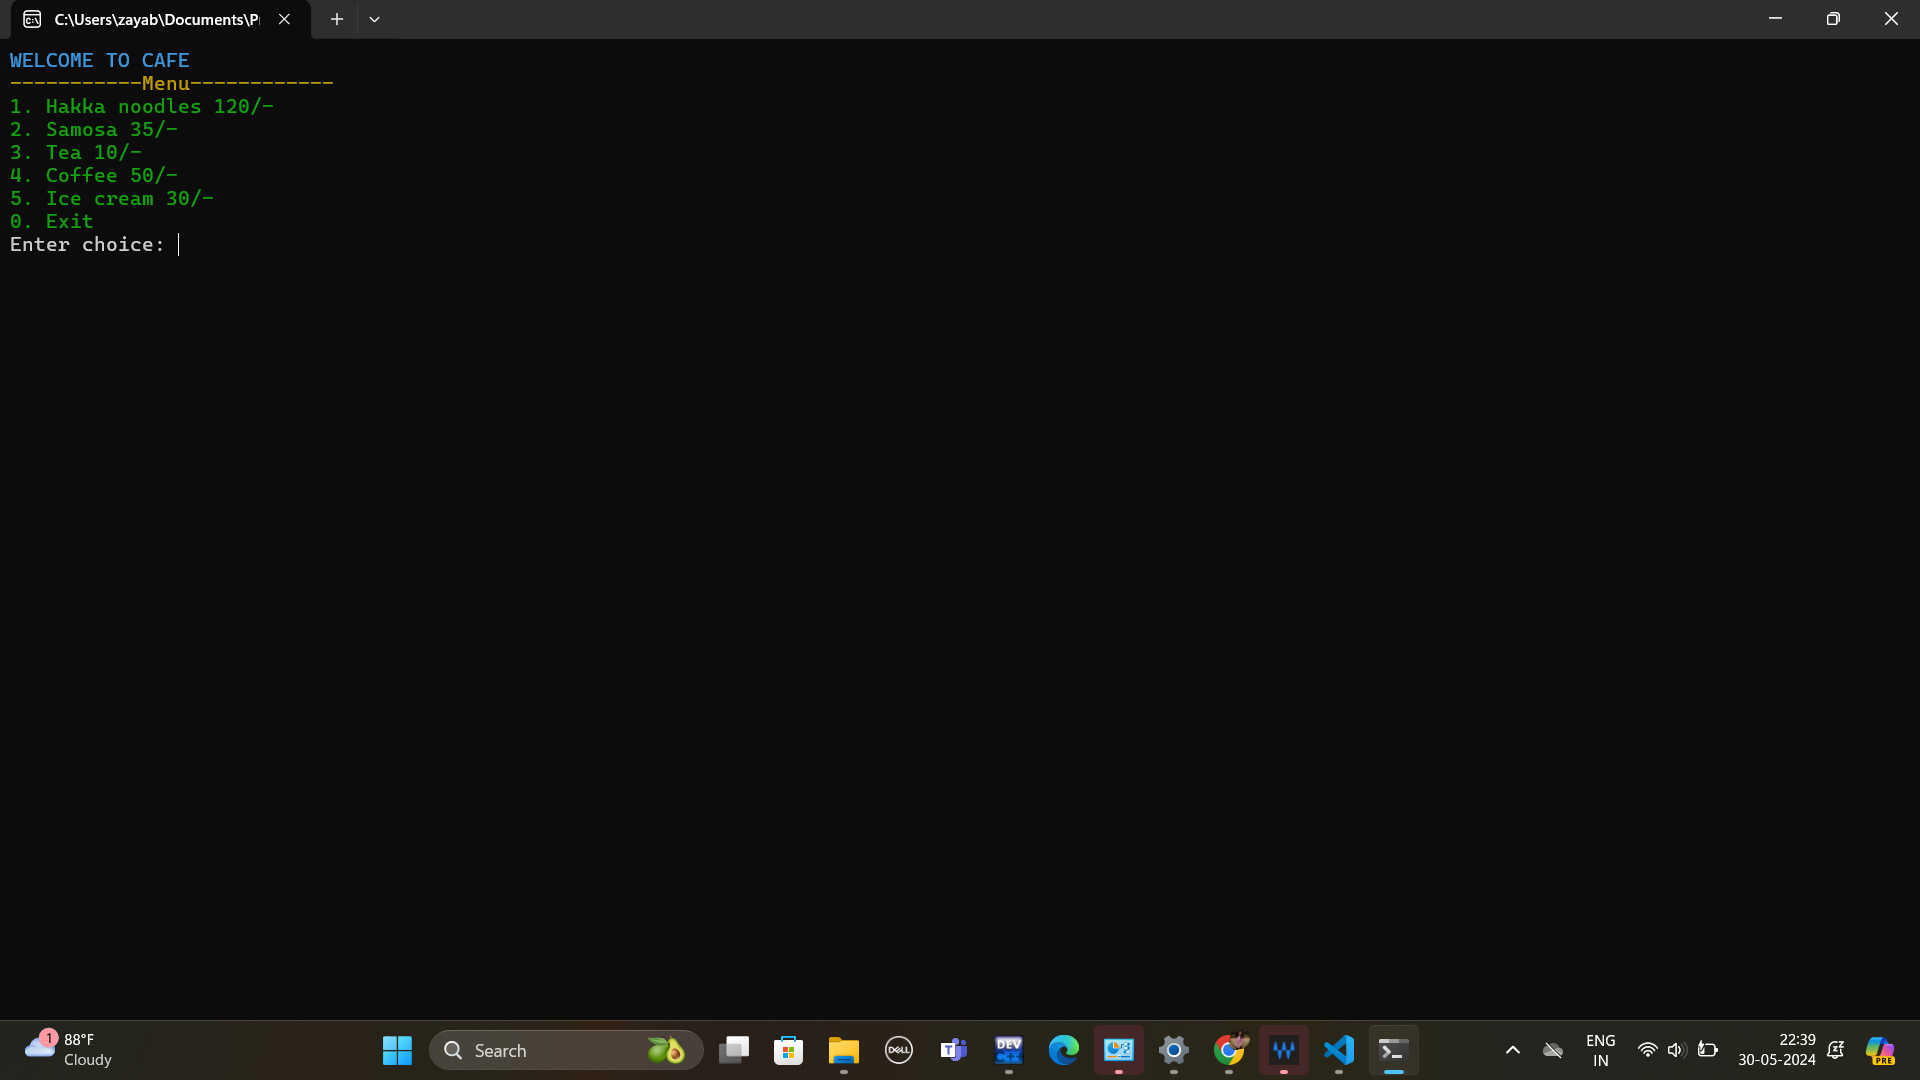 C:\Users\zayab\Documents\P
WELCOME TO CAFE
-----------Menu------------
1. Hakka noodles 120/-
2. Samosa 35/-
3. Tea 10/-
4. Coffee 50/-
5. Ice cream 30/-
0. Exit
Enter choice:
1
88°F
Cloudy
Search
DELL
T
DEV
C++
PRE
ENG
IN
22:39
30-05-2024